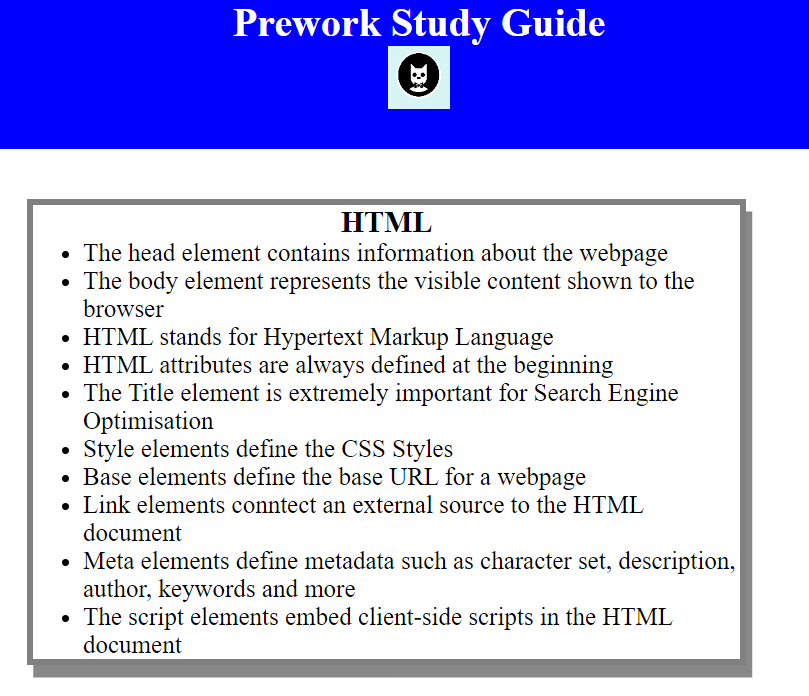 Prework Study Guide
HTML
The head element contains information about the webpage
The body element represents the visible content shown to the
browser
HTML stands for Hypertext Markup Language
HTML attributes are always defined at the beginning
The Title element is extremely important for Search Engine
Optimisation
Style elements define the CSS Styles
Base elements define the base URL for a webpage
Link elements conntect an external source to the HTML
document
Meta elements define metadata such as character set, description,
author, keywords and more
The script elements embed client-side scripts in the HTML
document